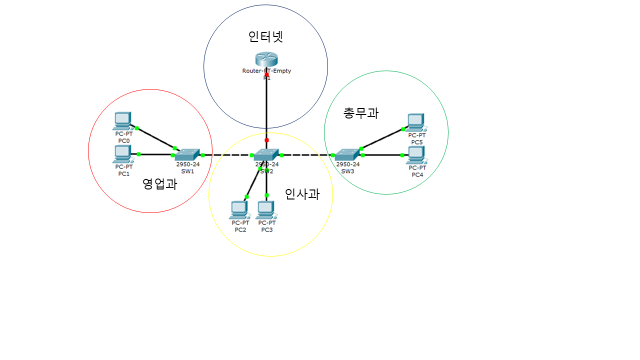 인터넷
Router-PT-Empty
총무과
PC-PT
PC0
PC-PT
PC1
2950-24
SW1
2950-24
SW2
2950-24
SW3
PC-PT
PC5
PC-PT
PC4
영업과
인사과
PC-PT
PC2
PC-PT
PC3